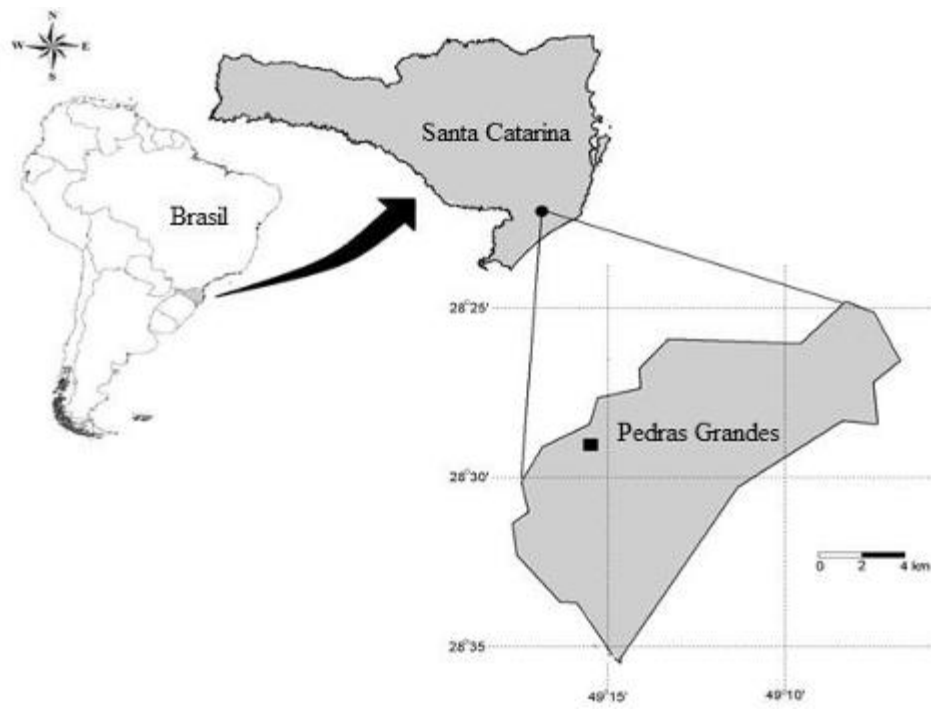 N
W E
S
Santa Catarina
Brasil
28°25'
Pedras Grandes
28°30'
0 2 4 km
28°35'
49°15' 49°10'